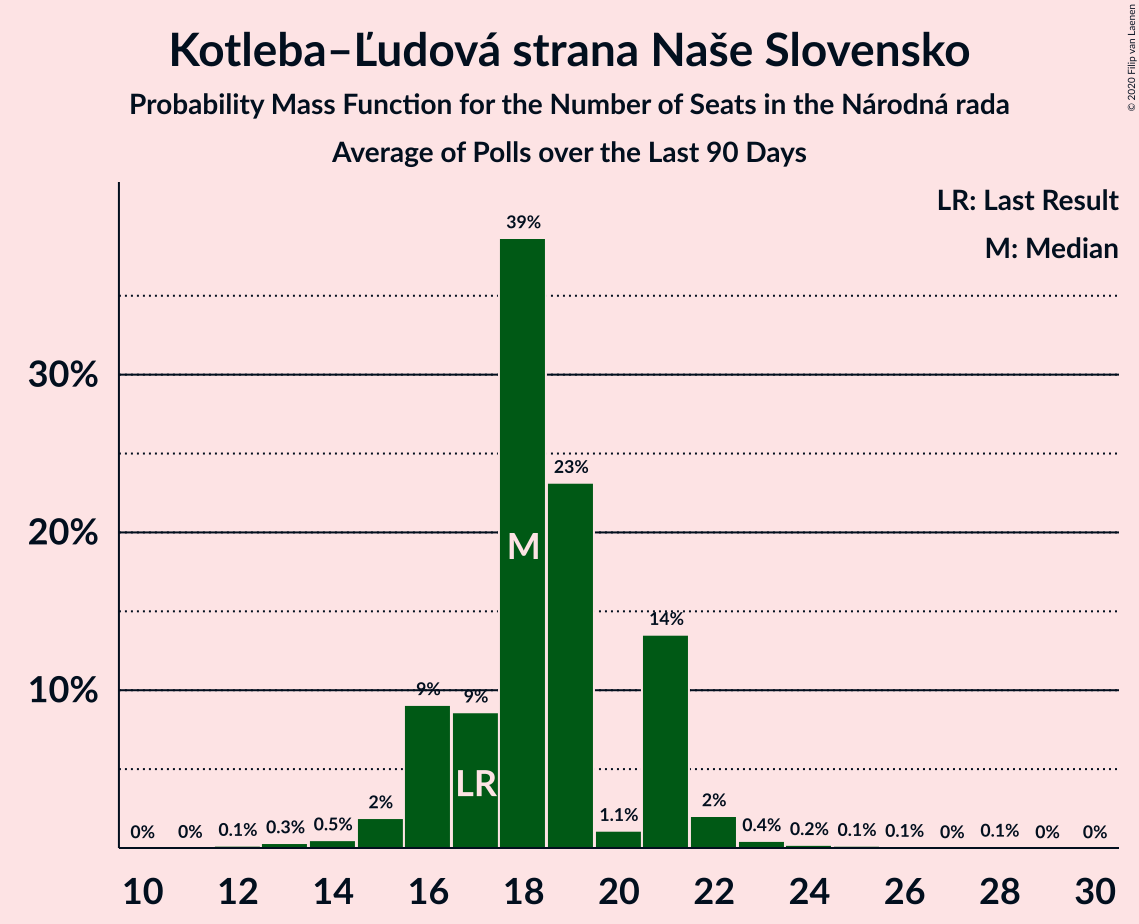 Kotleba–Ľudová strana Naše Slovensko
Probability Mass Function for the Number of Seats in the Národná rada
Average of Polls over the Last 90 Days
© 2020 Filip van Laenen
LR: Last Result
M: Median
30%
20%
10%
0%
0%
0.1%
0.3%
0.5%
2%
9%
9%
39%
23%
1.1%
14%
2%
0.4%
0.2%
0.1%
0.1%
0%
0.1%
0%
0%
LR
M
10 12 14 16 18 20 22 24 26 28 30